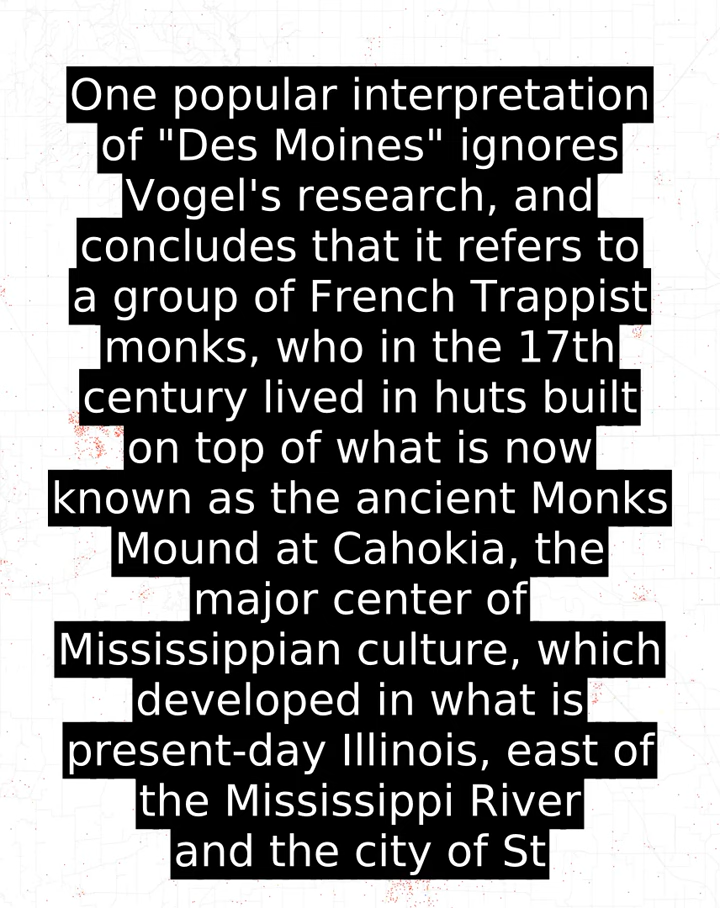 One popular interpretation
of "Des Moines" ignores
Vogel's research, and
concludes that it refers to
a group of French Trappist
monks, who in the 17th
century lived in huts built
on top of what is now
known as the ancient Monks
Mound at Cahokia, the
major center of
Mississippian culture, which
developed in what is
present-day Illinois, east of
the Mississippi River
and the city of St